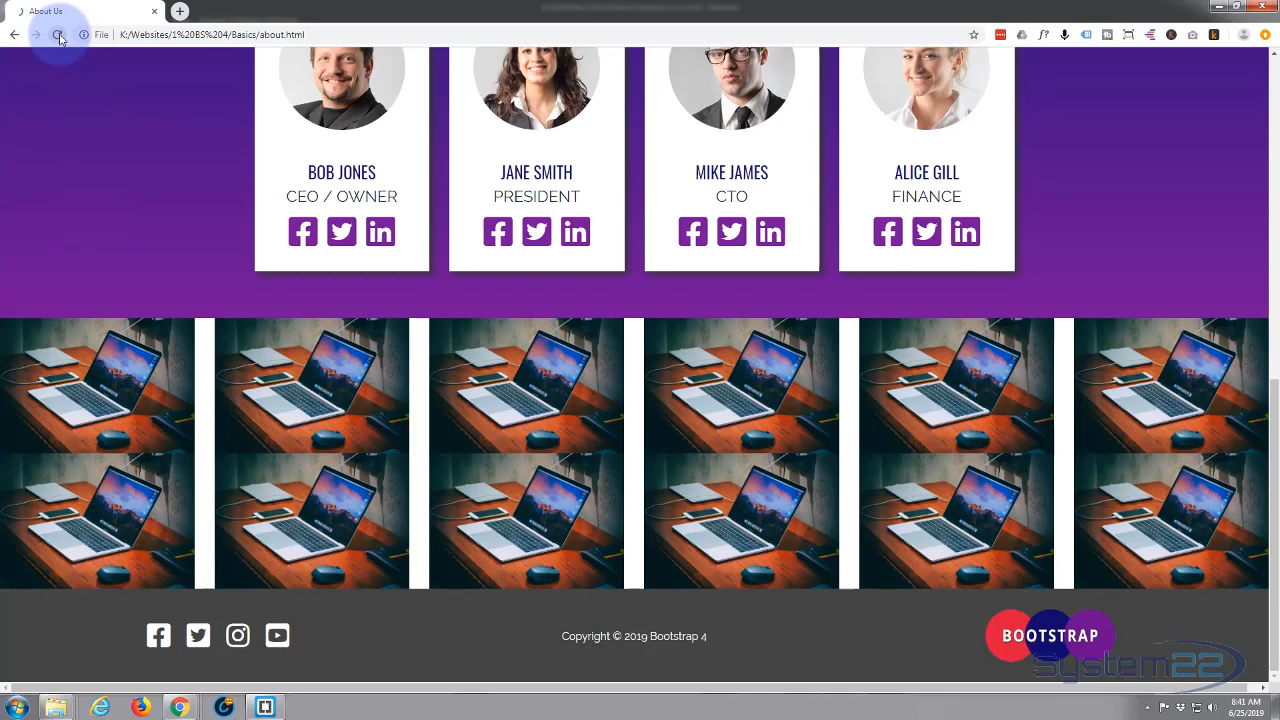 About Us
File
K:/Websites/1%20BS%204/Basics/about.html
BOB JONES
JANE SMITH
MIKE JAMES
ALICE GILL
CEO / OWNER
PRESIDENT
CTO
FINANCE
Copyright © 2019 Bootstrap 4
BOOTSTRAP
System22
8:41 AM
6/25/2019